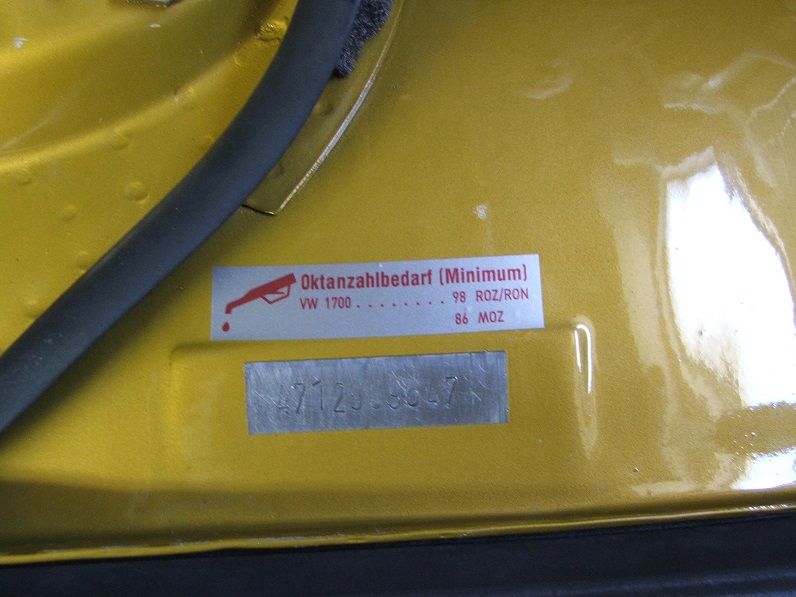 Oktanzahlbedarf (Minimum)
VW 1700 . . . . . . . . 98 ROZ/RON
86 MOZ